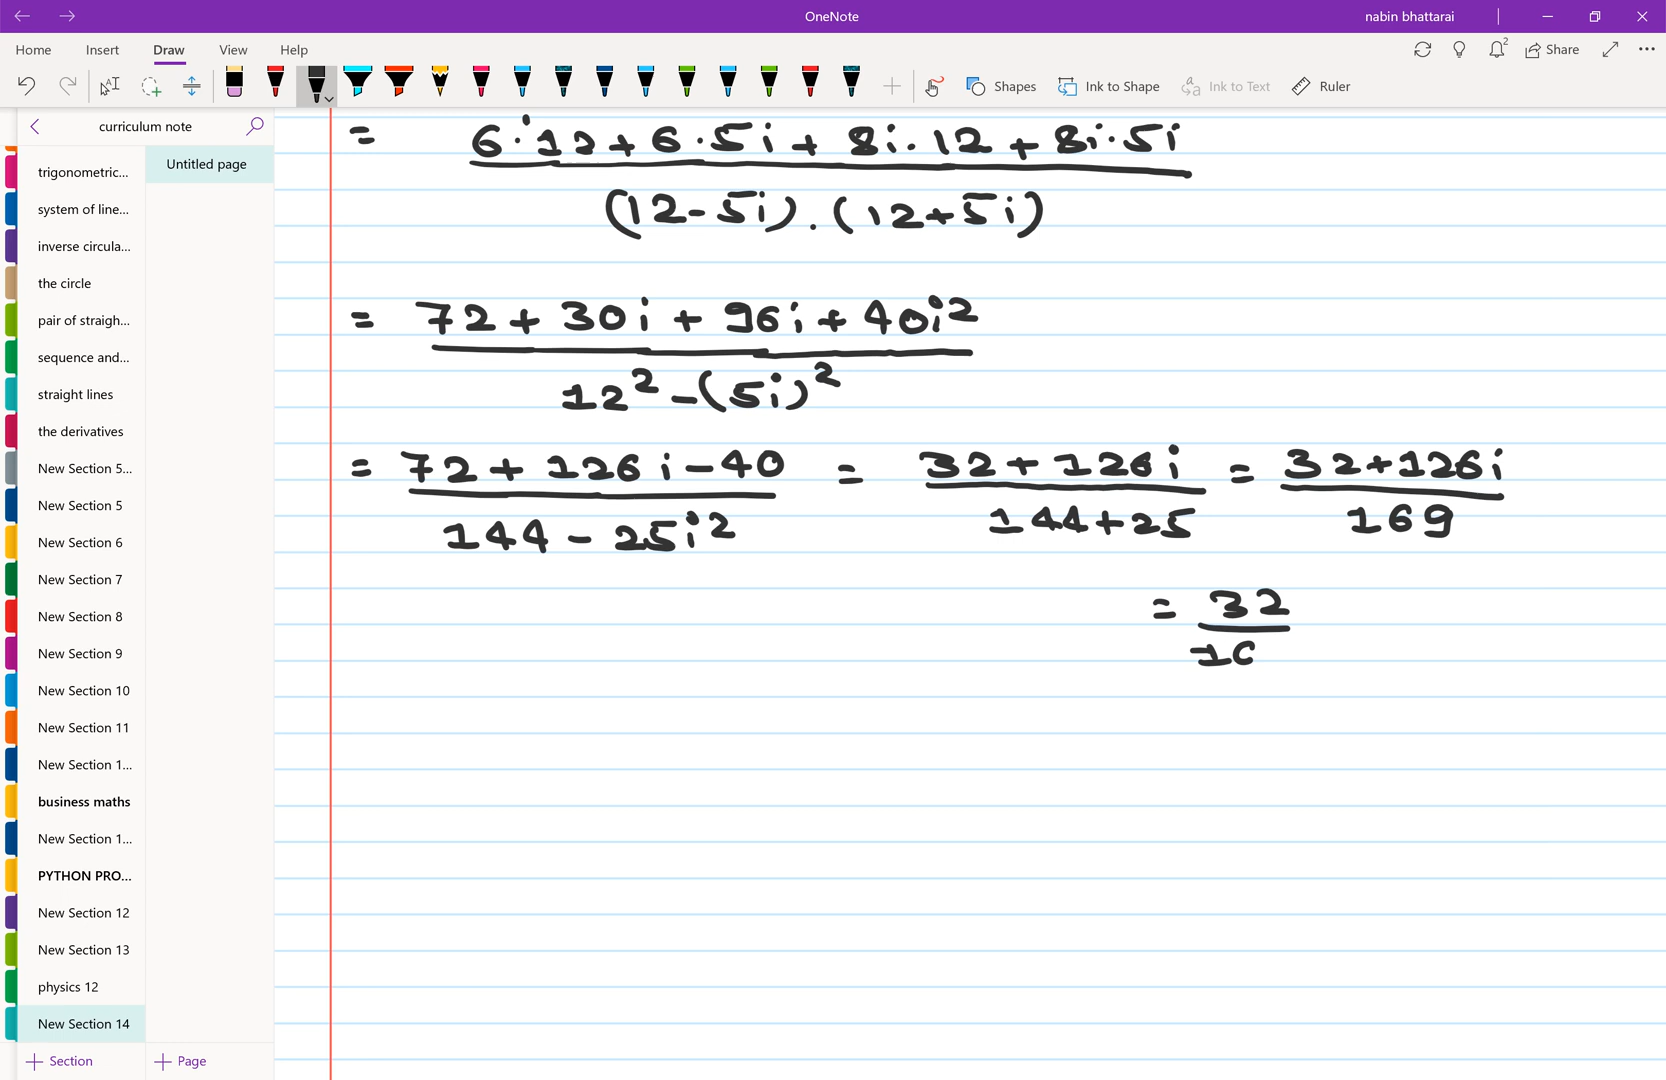 OneNote
nabin bhattarai
Home Insert Draw View Help
2 Share
Shapes Ink to Shape Ink to Text Ruler
curriculum note
Untitled page
trigonometric...
system of line...
inverse circula...
the circle
pair of straigh...
sequence and...
straight lines
the derivatives
New Section 5...
New Section 5
New Section 6
New Section 7
New Section 8
New Section 9
New Section 10
New Section 11
New Section 1...
business maths
New Section 1...
PYTHON PRO...
New Section 12
New Section 13
physics 12
New Section 14
+ Section + Page
= 6·12 + 6·5i + 8i·12 + 8i·5i
(12-5i).(12+5i)
= 72 + 30i + 96i + 40i²
12² - (5i)²
= 72 + 126i - 40 = 32 + 126i = 32+126i
144 - 25i² 144+25 169
= 32
16